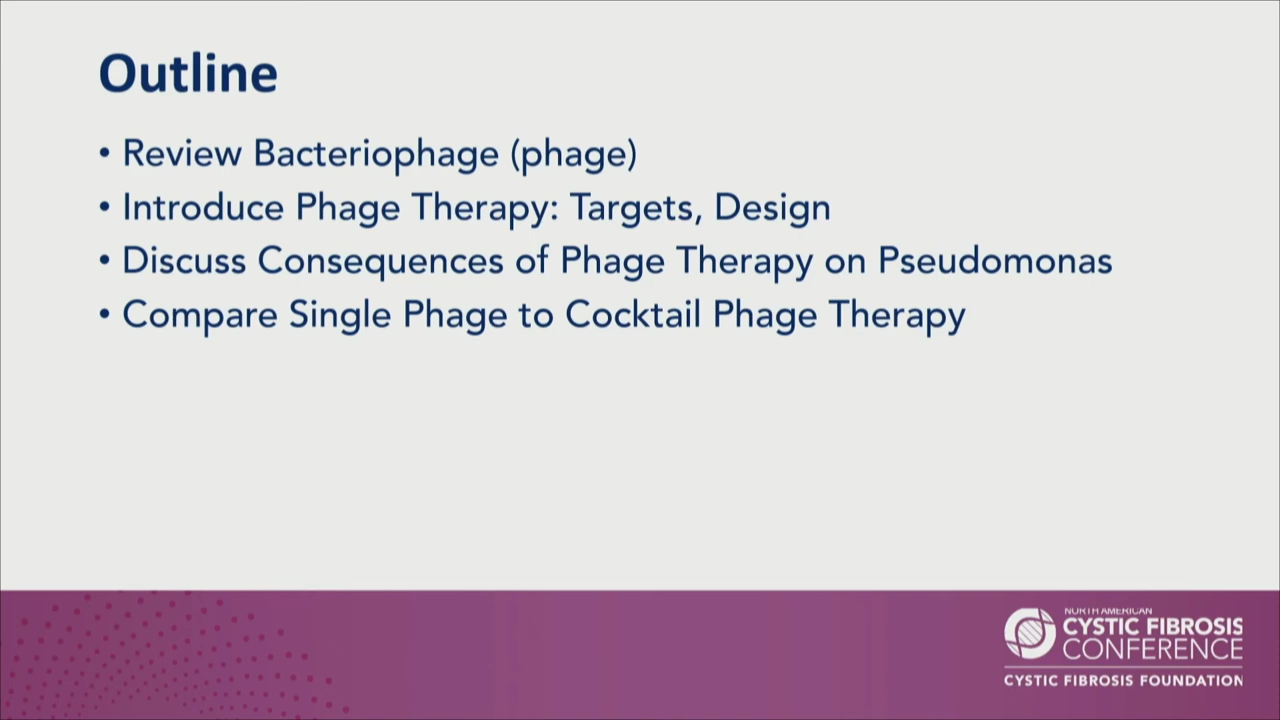 Outline
• Review Bacteriophage (phage)
• Introduce Phage Therapy: Targets, Design
• Discuss Consequences of Phage Therapy on Pseudomonas
• Compare Single Phage to Cocktail Phage Therapy
NORTH AMERICAN
CYSTIC FIBROSIS
CONFERENCE
CYSTIC FIBROSIS FOUNDATION